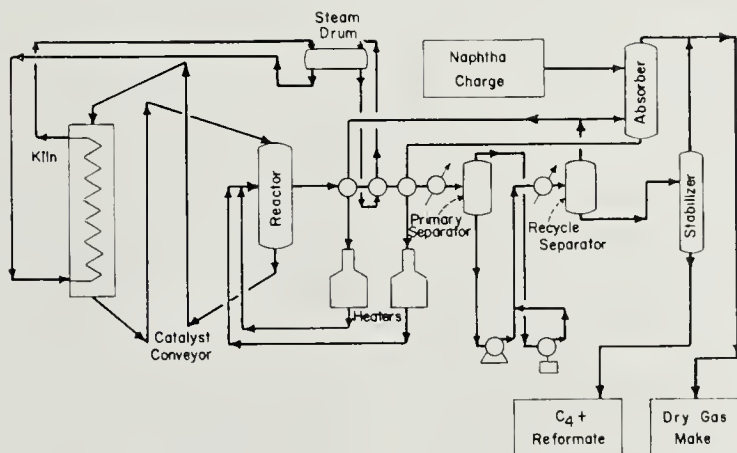 Steam
Drum
Naphtha
Charge
Absorber
Kiln
Reactor
Primary
Separator
Recycle
Separator
Stabilizer
Heaters
Catalyst
Conveyor
C4+
Reformate
Dry Gas
Make